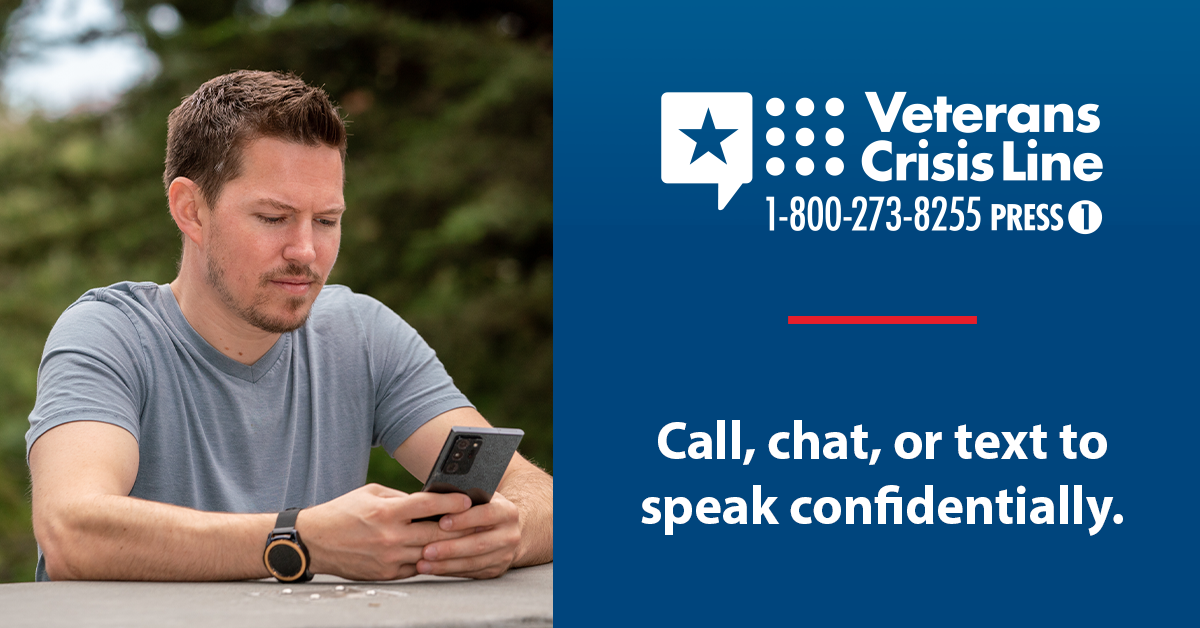 Veterans
Crisis Line
1-800-273-8255 PRESS 1
Call, chat, or text to
speak confidentially.